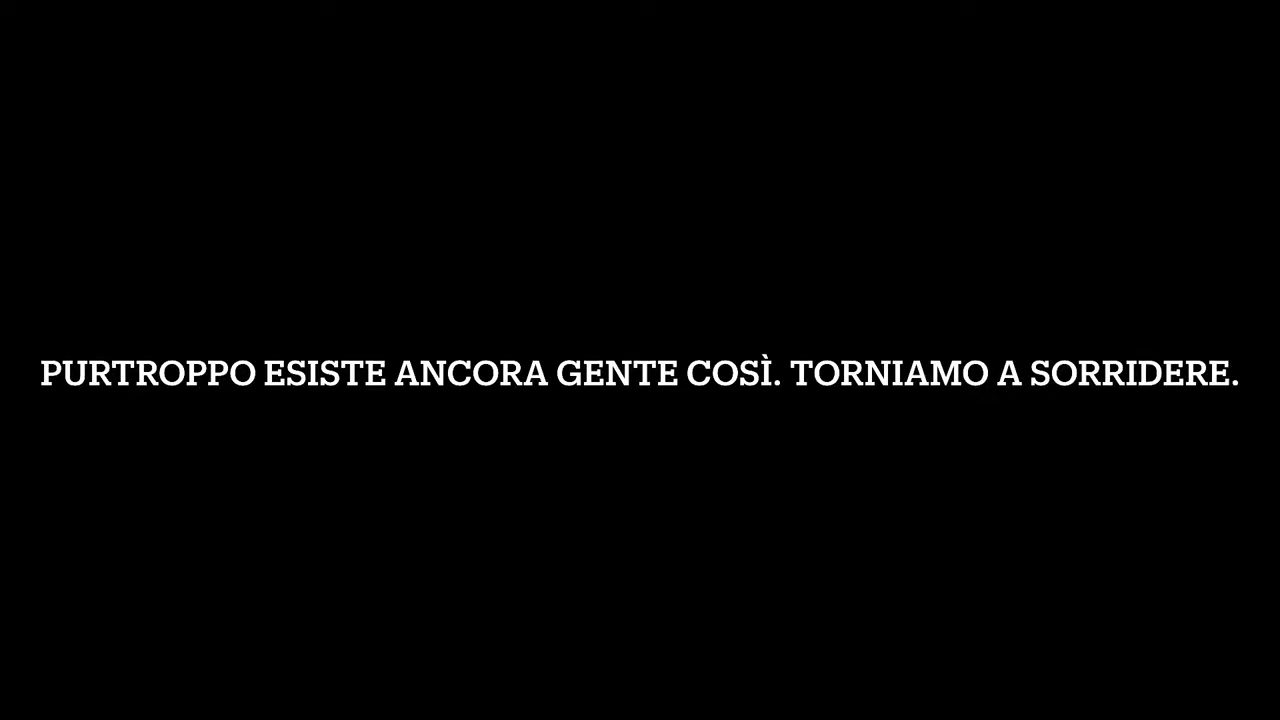 PURTROPPO ESISTE ANCORA GENTE COSÌ. TORNIAMO A SORRIDERE.